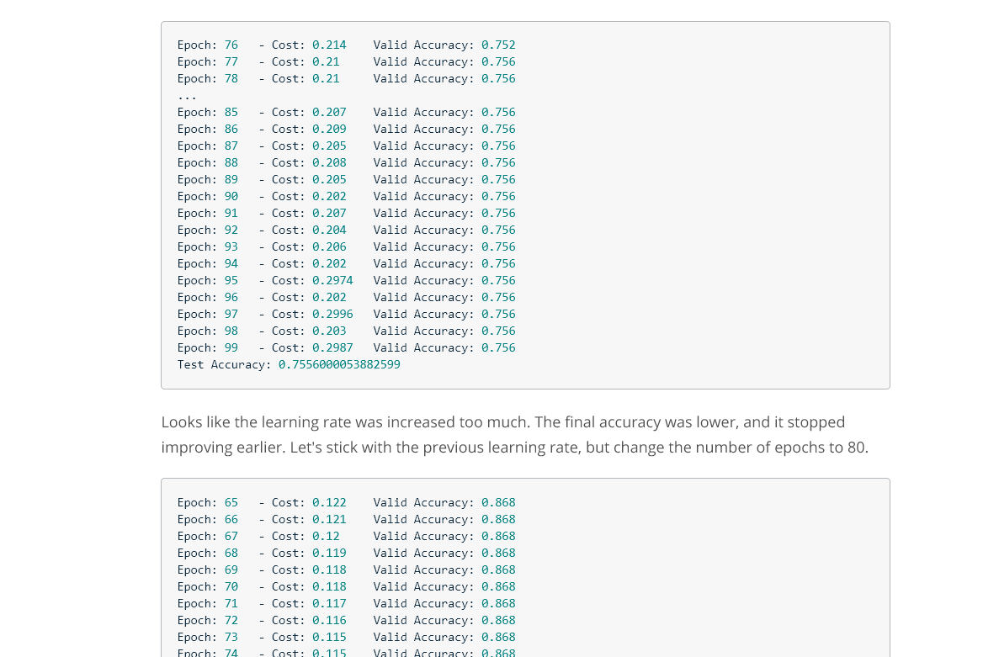 Epoch: 76   - Cost: 0.214    Valid Accuracy: 0.752
Epoch: 77   - Cost: 0.21     Valid Accuracy: 0.756
Epoch: 78   - Cost: 0.21     Valid Accuracy: 0.756
...
Epoch: 85   - Cost: 0.207    Valid Accuracy: 0.756
Epoch: 86   - Cost: 0.209    Valid Accuracy: 0.756
Epoch: 87   - Cost: 0.205    Valid Accuracy: 0.756
Epoch: 88   - Cost: 0.208    Valid Accuracy: 0.756
Epoch: 89   - Cost: 0.205    Valid Accuracy: 0.756
Epoch: 90   - Cost: 0.202    Valid Accuracy: 0.756
Epoch: 91   - Cost: 0.207    Valid Accuracy: 0.756
Epoch: 92   - Cost: 0.204    Valid Accuracy: 0.756
Epoch: 93   - Cost: 0.206    Valid Accuracy: 0.756
Epoch: 94   - Cost: 0.202    Valid Accuracy: 0.756
Epoch: 95   - Cost: 0.2974   Valid Accuracy: 0.756
Epoch: 96   - Cost: 0.202    Valid Accuracy: 0.756
Epoch: 97   - Cost: 0.2996   Valid Accuracy: 0.756
Epoch: 98   - Cost: 0.203    Valid Accuracy: 0.756
Epoch: 99   - Cost: 0.2987   Valid Accuracy: 0.756
Test Accuracy: 0.7556000053882599
Looks like the learning rate was increased too much. The final accuracy was lower, and it stopped
improving earlier. Let's stick with the previous learning rate, but change the number of epochs to 80.
Epoch: 65   - Cost: 0.122    Valid Accuracy: 0.868
Epoch: 66   - Cost: 0.121    Valid Accuracy: 0.868
Epoch: 67   - Cost: 0.12     Valid Accuracy: 0.868
Epoch: 68   - Cost: 0.119    Valid Accuracy: 0.868
Epoch: 69   - Cost: 0.118    Valid Accuracy: 0.868
Epoch: 70   - Cost: 0.118    Valid Accuracy: 0.868
Epoch: 71   - Cost: 0.117    Valid Accuracy: 0.868
Epoch: 72   - Cost: 0.116    Valid Accuracy: 0.868
Epoch: 73   - Cost: 0.115    Valid Accuracy: 0.868
Epoch: 74   - Cost: 0.115    Valid Accuracy: 0.868